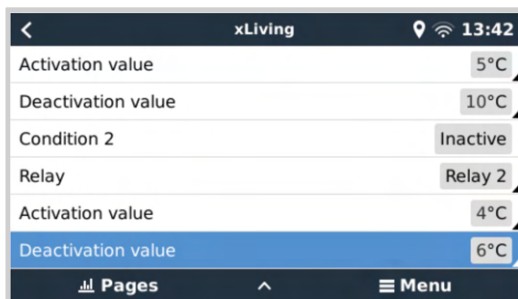 xLiving 13:42
Activation value 5°C
Deactivation value 10°C
Condition 2 Inactive
Relay Relay 2
Activation value 4°C
Deactivation value 6°C
Pages Menu